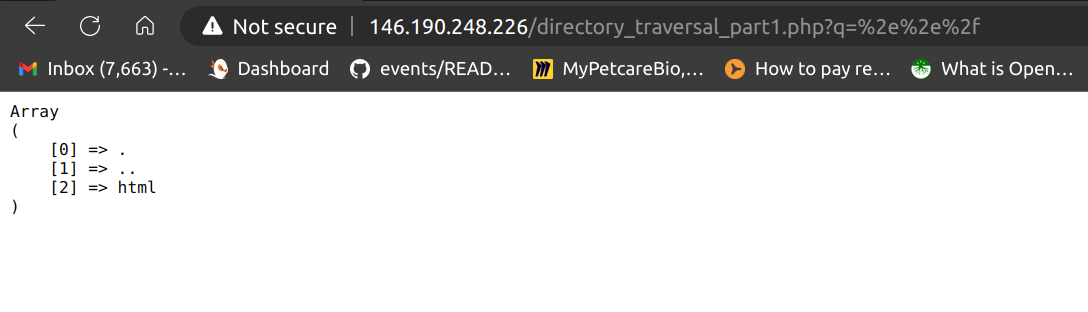 Not secure | 146.190.248.226/directory_traversal_part1.php?q=%2e%2e%2f
Inbox (7,663) -... Dashboard events/READ... MyPetcareBio,... How to pay re... What is Open...
Array
(
    [0] => .
    [1] => ..
    [2] => html
)